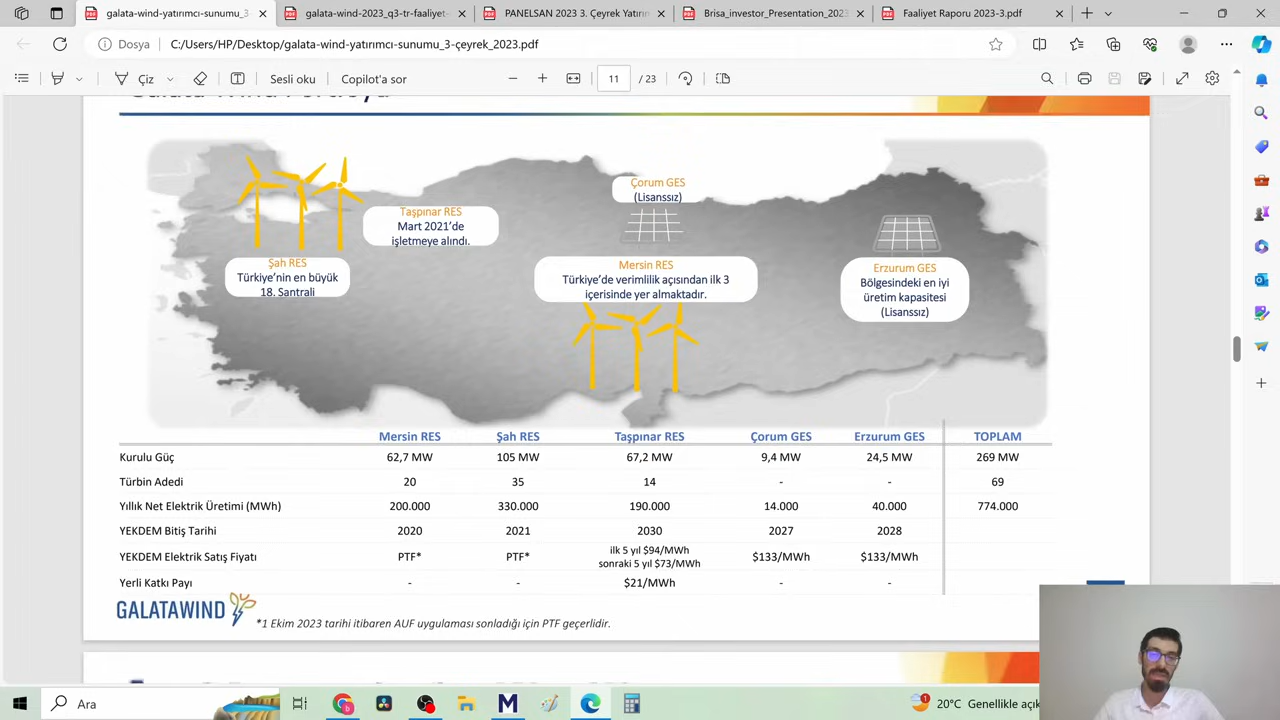 galata-wind-yatırımcı-sunumu_3
galata-wind-2023_q3-tr-faaliyet-
PANELSAN 2023 3. Çeyrek Yatırın
Brisa_investor_Presentation_2023.
Faaliyet Raporu 2023-3.pdf
Dosya
C:/Users/HP/Desktop/galata-wind-yatırımcı-sunumu_3-çeyrek_2023.pdf
Çiz
Sesli oku
Copilot'a sor
11
/ 23
Çorum GES
(Lisanssız)
Taşpınar RES
Mart 2021'de
işletmeye alındı.
Şah RES
Türkiye'nin en büyük
18. Santrali
Mersin RES
Türkiye'de verimlilik açısından ilk 3
içerisinde yer almaktadır.
Erzurum GES
Bölgesindeki en iyi
üretim kapasitesi
(Lisanssız)
Mersin RES Şah RES Taşpınar RES Çorum GES Erzurum GES TOPLAM
Kurulu Güç 62,7 MW 105 MW 67,2 MW 9,4 MW 24,5 MW 269 MW
Türbin Adedi 20 35 14 - - 69
Yıllık Net Elektrik Üretimi (MWh) 200.000 330.000 190.000 14.000 40.000 774.000
YEKDEM Bitiş Tarihi 2020 2021 2030 2027 2028
YEKDEM Elektrik Satış Fiyatı PTF* PTF* ilk 5 yıl $94/MWh $133/MWh $133/MWh
sonraki 5 yıl $73/MWh
Yerli Katkı Payı - - $21/MWh - -
GALATAWIND
*1 Ekim 2023 tarihi itibaren AUF uygulaması sonladığı için PTF geçerlidir.
Ara
1
20°C Genellikle açık